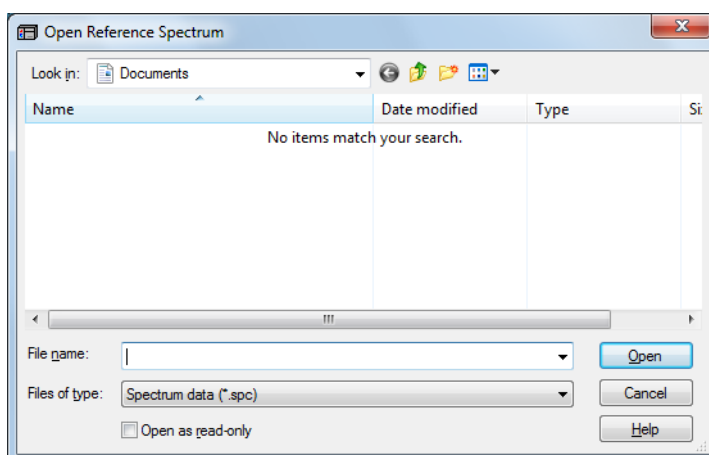 Open Reference Spectrum
Look in: Documents
Name Date modified Type Si
No items match your search.
File name: Open
Files of type: Spectrum data (*.spc) Cancel
Open as read-only Help